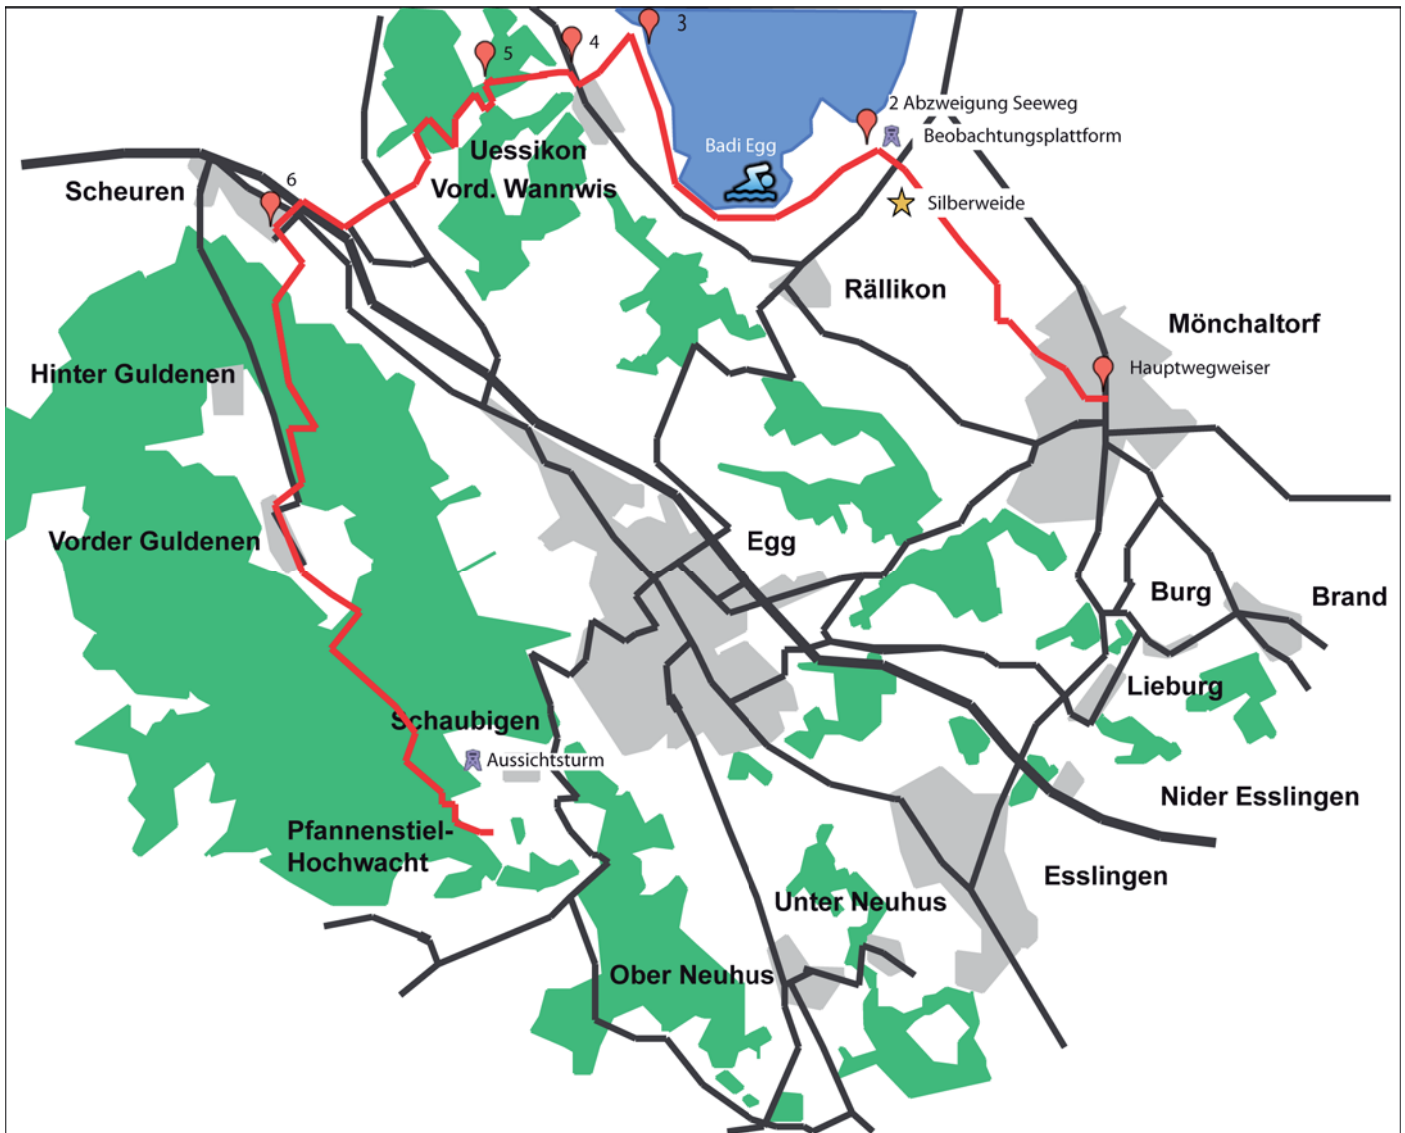 3
4
5
2 Abzweigung Seeweg
Beobachtungsplattform
Badi Egg
Uessikon
Vord. Wannwis
Scheuren
6
Silberweide
Rällikon
Mönchaltorf
Hauptwegweiser
Hinter Guldenen
Vorder Guldenen
Egg
Burg
Brand
Lieburg
Schaubigen
Aussichtsturm
Nider Esslingen
Pfannenstiel-
Hochwacht
Esslingen
Unter Neuhus
Ober Neuhus